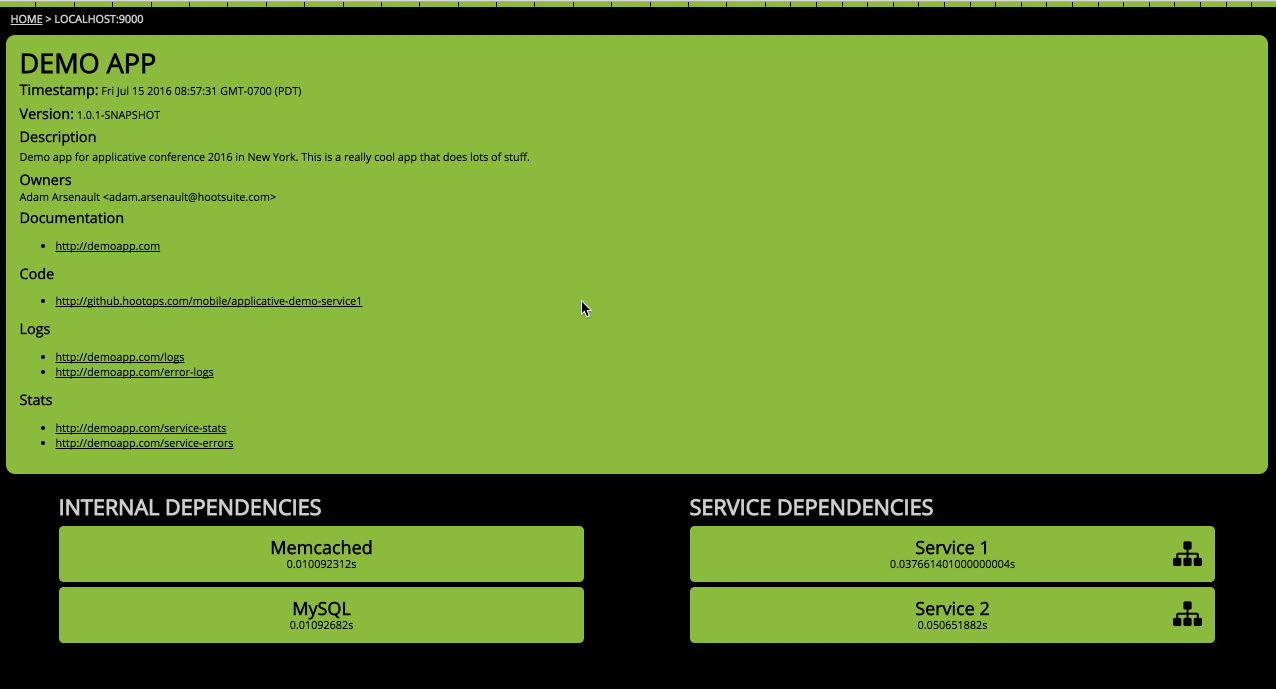 HOME > LOCALHOST:9000
DEMO APP
Timestamp: Fri Jul 15 2016 08:57:31 GMT-0700 (PDT)
Version: 1.0.1-SNAPSHOT
Description
Demo app for applicative conference 2016 in New York. This is a really cool app that does lots of stuff.
Owners
Adam Arsenault <adam.arsenault@hootsuite.com>
Documentation
• http://demoapp.com
Code
• http://github.hootops.com/mobile/applicative-demo-service1
Logs
• http://demoapp.com/logs
• http://demoapp.com/error-logs
Stats
• http://demoapp.com/service-stats
• http://demoapp.com/service-errors
INTERNAL DEPENDENCIES
Memcached
0.010092312s
MySQL
0.01092682s
SERVICE DEPENDENCIES
Service 1
0.037661401000000004s
Service 2
0.050651882s